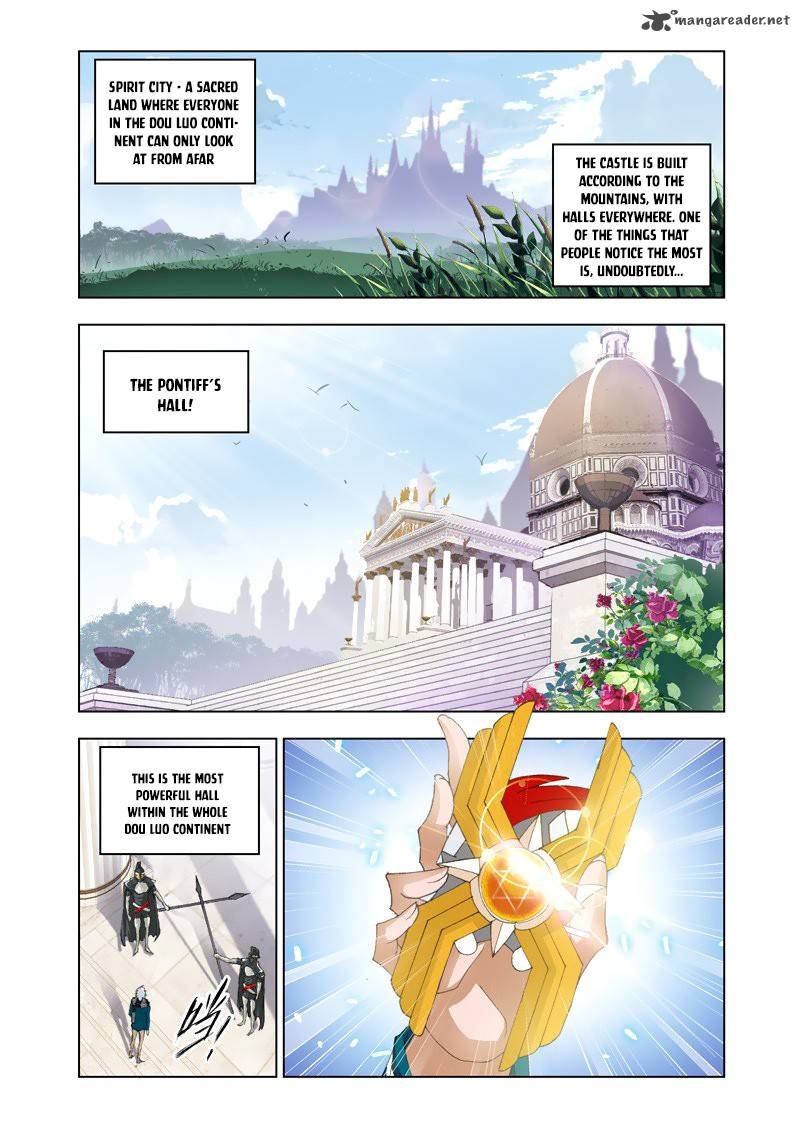 mangareader.net
SPIRIT CITY - A SACRED
LAND WHERE EVERYONE
IN THE DOU LUO CONTI-
NENT CAN ONLY LOOK
AT FROM AFAR
THE CASTLE IS BUILT
ACCORDING TO THE
MOUNTAINS, WITH
HALLS EVERYWHERE. ONE
OF THE THINGS THAT
PEOPLE NOTICE THE MOST
IS, UNDOUBTEDLY...
THE PONTIFF'S
HALL!
THIS IS THE MOST
POWERFUL HALL
WITHIN THE WHOLE
DOU LUO CONTINENT